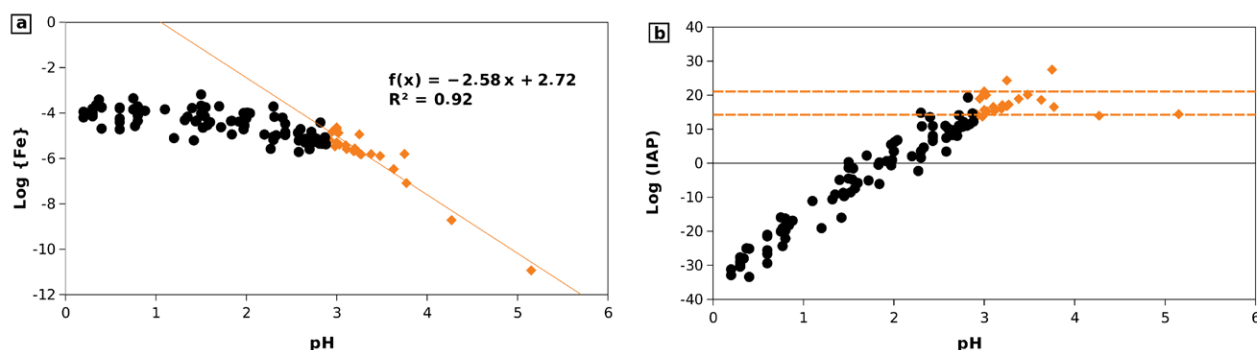 a
0
-2
-4
-6
-8
-10
-12
Log {Fe}
f(x) = −2.58 x + 2.72
R² = 0.92
0 1 2 3 4 5 6
pH
b
40
30
20
10
0
-10
-20
-30
-40
Log (IAP)
0 1 2 3 4 5 6
pH